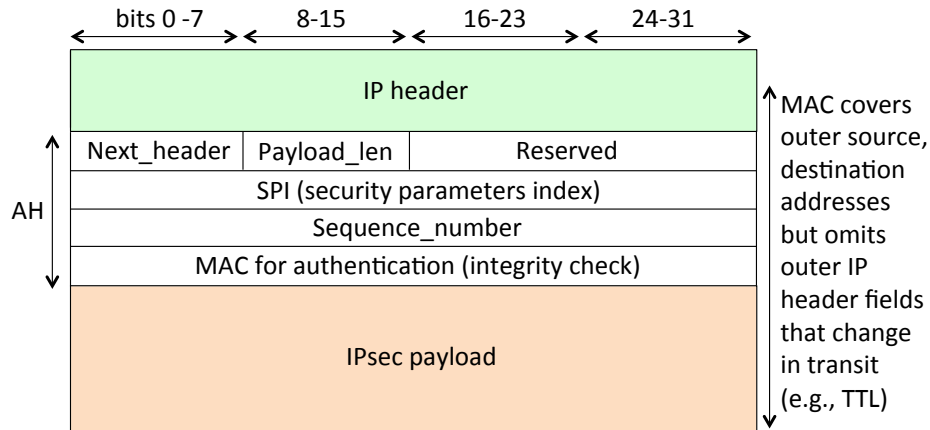 bits 0 -7 8-15 16-23 24-31
IP header
Next_header Payload_len Reserved
SPI (security parameters index)
AH
Sequence_number
MAC for authentication (integrity check)
IPsec payload
MAC covers
outer source,
destination
addresses
but omits
outer IP
header fields
that change
in transit
(e.g., TTL)